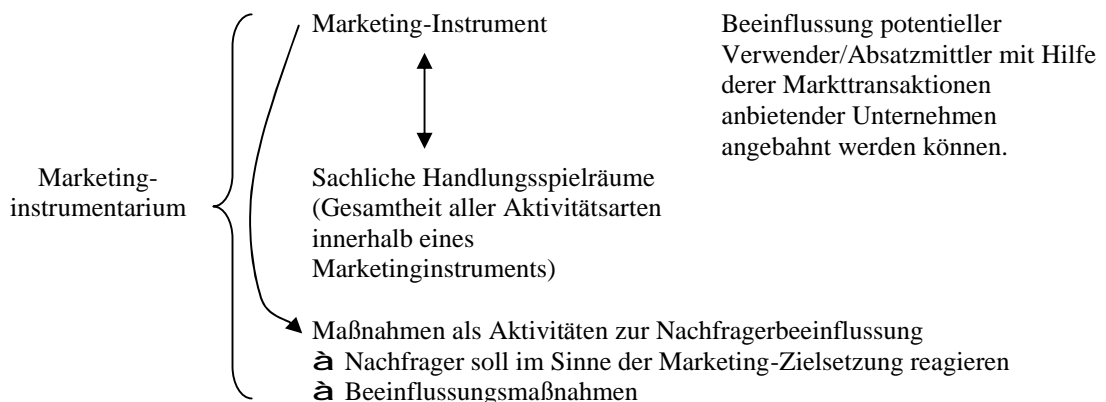 Marketing-Instrument
Beeinflussung potentieller
Verwender/Absatzmittler mit Hilfe
derer Markttransaktionen
anbietender Unternehmen
angebahnt werden können.
Marketing-
instrumentarium
Sachliche Handlungsspielräume
(Gesamtheit aller Aktivitätsarten
innerhalb eines
Marketinginstruments)
Maßnahmen als Aktivitäten zur Nachfragerbeeinflussung
à Nachfrager soll im Sinne der Marketing-Zielsetzung reagieren
à Beeinflussungsmaßnahmen